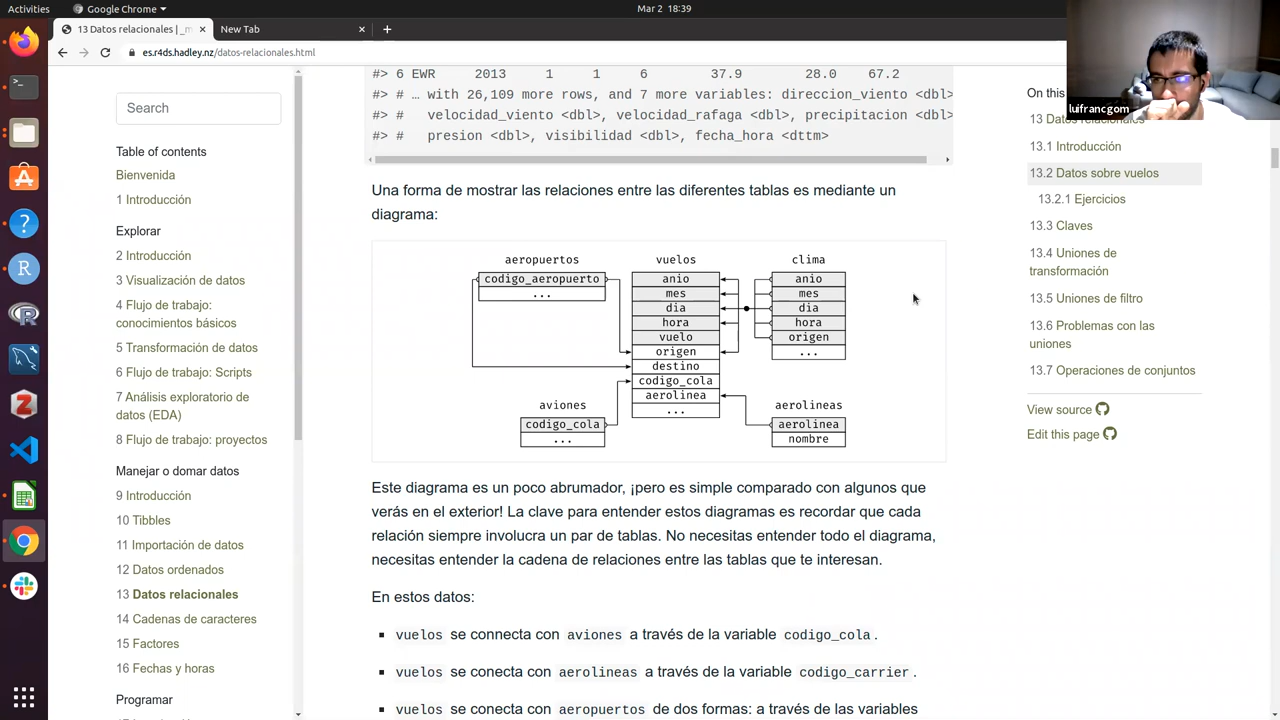 Activities
Google Chrome
Mar 2 18:39
13 Datos relacionales | _m
New Tab
es.r4ds.hadley.nz/datos-relacionales.html
luifrancgom
Search
Table of contents
Bienvenida
1 Introducción
Explorar
2 Introducción
3 Visualización de datos
4 Flujo de trabajo:
conocimientos básicos
5 Transformación de datos
6 Flujo de trabajo: Scripts
7 Análisis exploratorio de
datos (EDA)
8 Flujo de trabajo: proyectos
Manejar o domar datos
9 Introducción
10 Tibbles
11 Importación de datos
12 Datos ordenados
13 Datos relacionales
14 Cadenas de caracteres
15 Factores
16 Fechas y horas
Programar
#> 6 EWR 2013 1 1 6 37.9 28.0 67.2
#> # … with 26,109 more rows, and 7 more variables: direccion_viento <dbl>
#> # velocidad_viento <dbl>, velocidad_rafaga <dbl>, precipitacion <dbl>
#> # presion <dbl>, visibilidad <dbl>, fecha_hora <dttm>
Una forma de mostrar las relaciones entre las diferentes tablas es mediante un
diagrama:
aeropuertos
codigo_aeropuerto
...
vuelos
anio
mes
dia
hora
vuelo
origen
destino
codigo_cola
aerolinea
...
clima
anio
mes
dia
hora
origen
...
aviones
codigo_cola
...
aerolineas
aerolinea
nombre
Este diagrama es un poco abrumador, ¡pero es simple comparado con algunos que
verás en el exterior! La clave para entender estos diagramas es recordar que cada
relación siempre involucra un par de tablas. No necesitas entender todo el diagrama,
necesitas entender la cadena de relaciones entre las tablas que te interesan.
En estos datos:
vuelos se connecta con aviones a través de la variable codigo_cola.
vuelos se conecta con aerolineas a través de la variable codigo_carrier.
vuelos se conecta con aeropuertos de dos formas: a través de las variables
On this
13 Datos relacionales
13.1 Introducción
13.2 Datos sobre vuelos
13.2.1 Ejercicios
13.3 Claves
13.4 Uniones de
transformación
13.5 Uniones de filtro
13.6 Problemas con las
uniones
13.7 Operaciones de conjuntos
View source
Edit this page